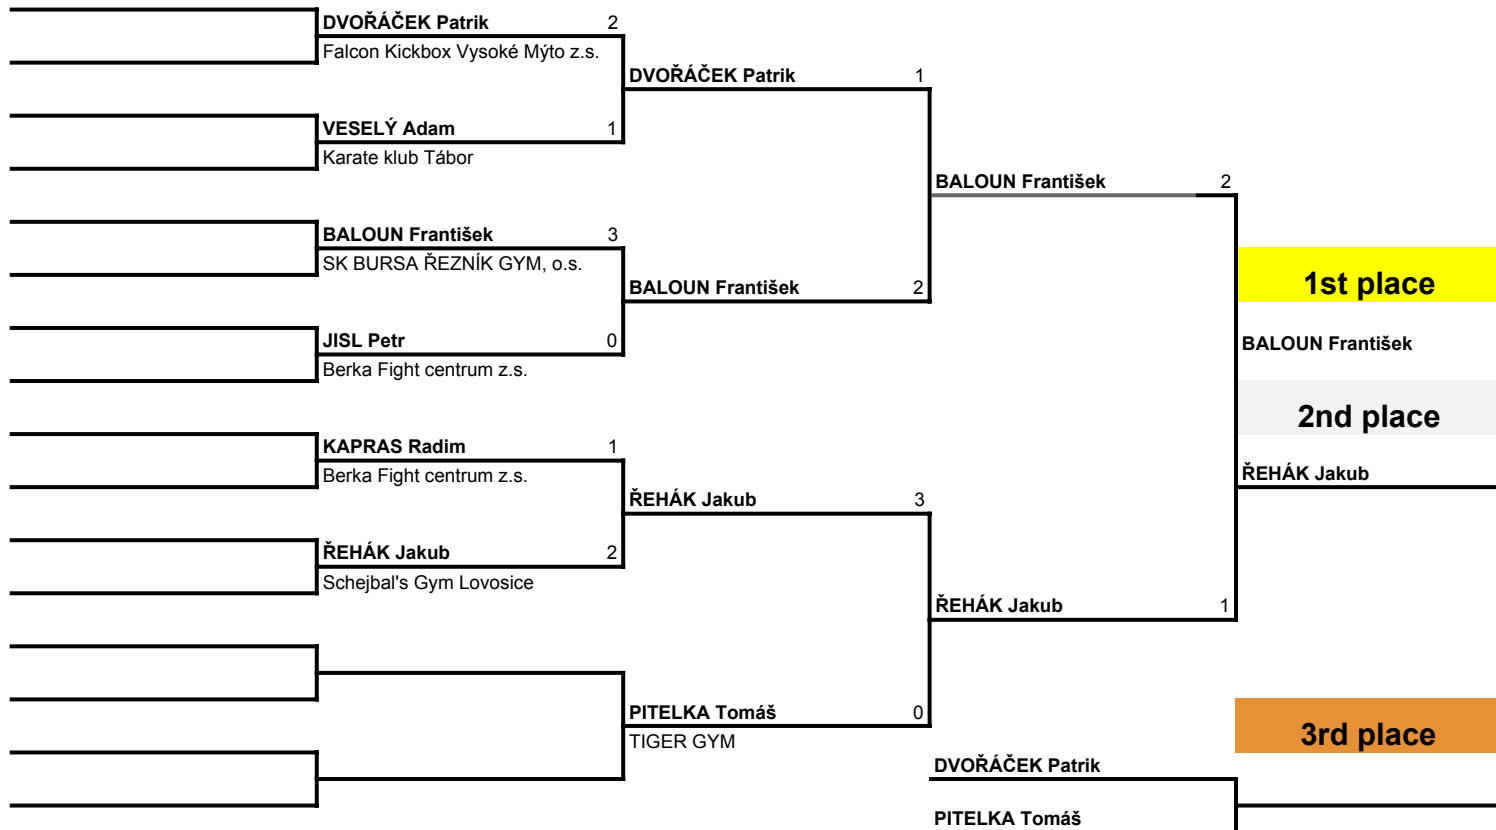 DVOŘÁČEK Patrik 2
Falcon Kickbox Vysoké Mýto z.s.
DVOŘÁČEK Patrik 1
VESELÝ Adam 1
Karate klub Tábor
BALOUN František 2
BALOUN František 3
SK BURSA ŘEZNÍK GYM, o.s.
BALOUN František 2
1st place
JISL Petr 0
Berka Fight centrum z.s.
BALOUN František
2nd place
KAPRAS Radim 1
Berka Fight centrum z.s.
ŘEHÁK Jakub
ŘEHÁK Jakub 3
ŘEHÁK Jakub 2
Schejbal's Gym Lovosice
ŘEHÁK Jakub 1
PITELKA Tomáš 0
TIGER GYM
3rd place
DVOŘÁČEK Patrik
PITELKA Tomáš